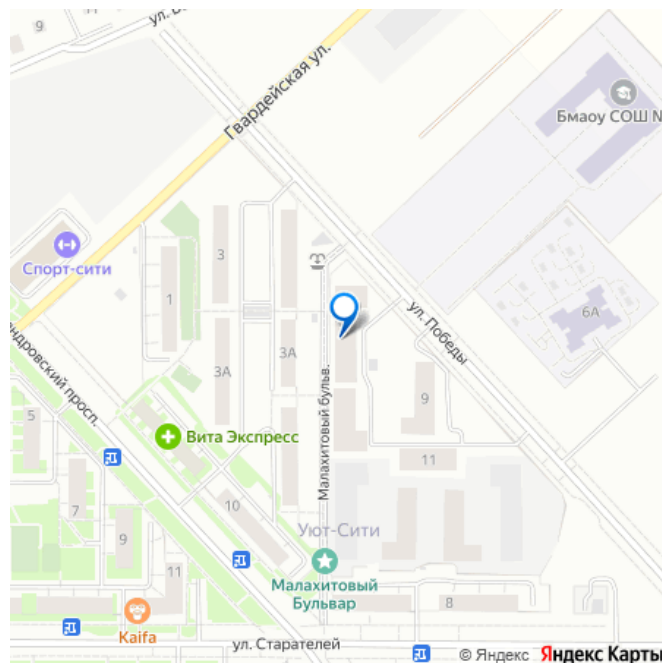 9
ул.
Гвардейская ул.
Бмаоу СОШ №
3
Спорт-сити
1
6А
ул. Победы
ндровский просп.
3А
3А
Малахитовый бульв.
9
5
Вита Экспресс
11
7
10
9
Уют-Сити
11
Малахитовый
Бульвар
8
Kaifa
ул. Старателей
© Яндекс Яндекс Карты